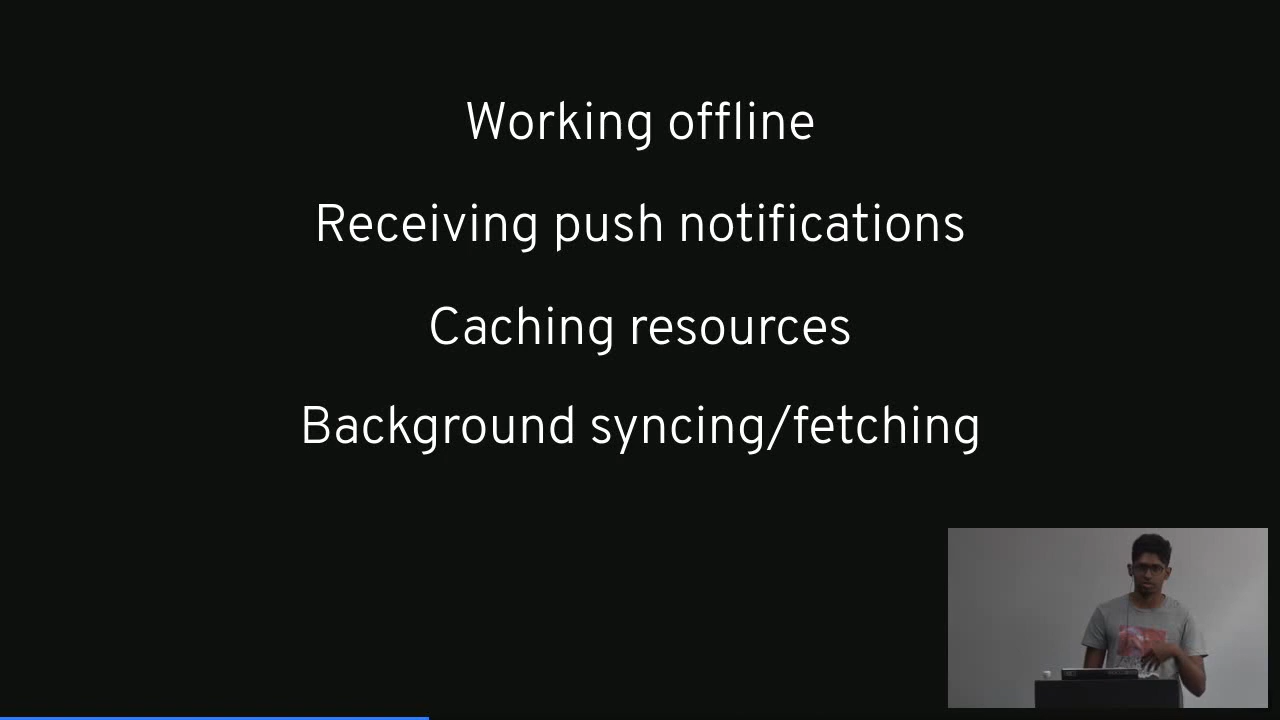 Working offline
Receiving push notifications
Caching resources
Background syncing/fetching